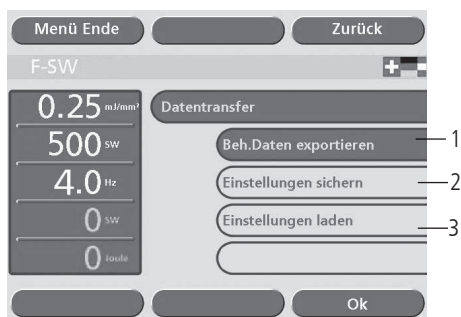 Menü Ende
Zurück
F-SW
0.25 mJ/mm²
Datentransfer
500 SW
Beh.Daten exportieren
1
4.0 Hz
Einstellungen sichern
2
0 SW
Einstellungen laden
3
0 Joule
Ok